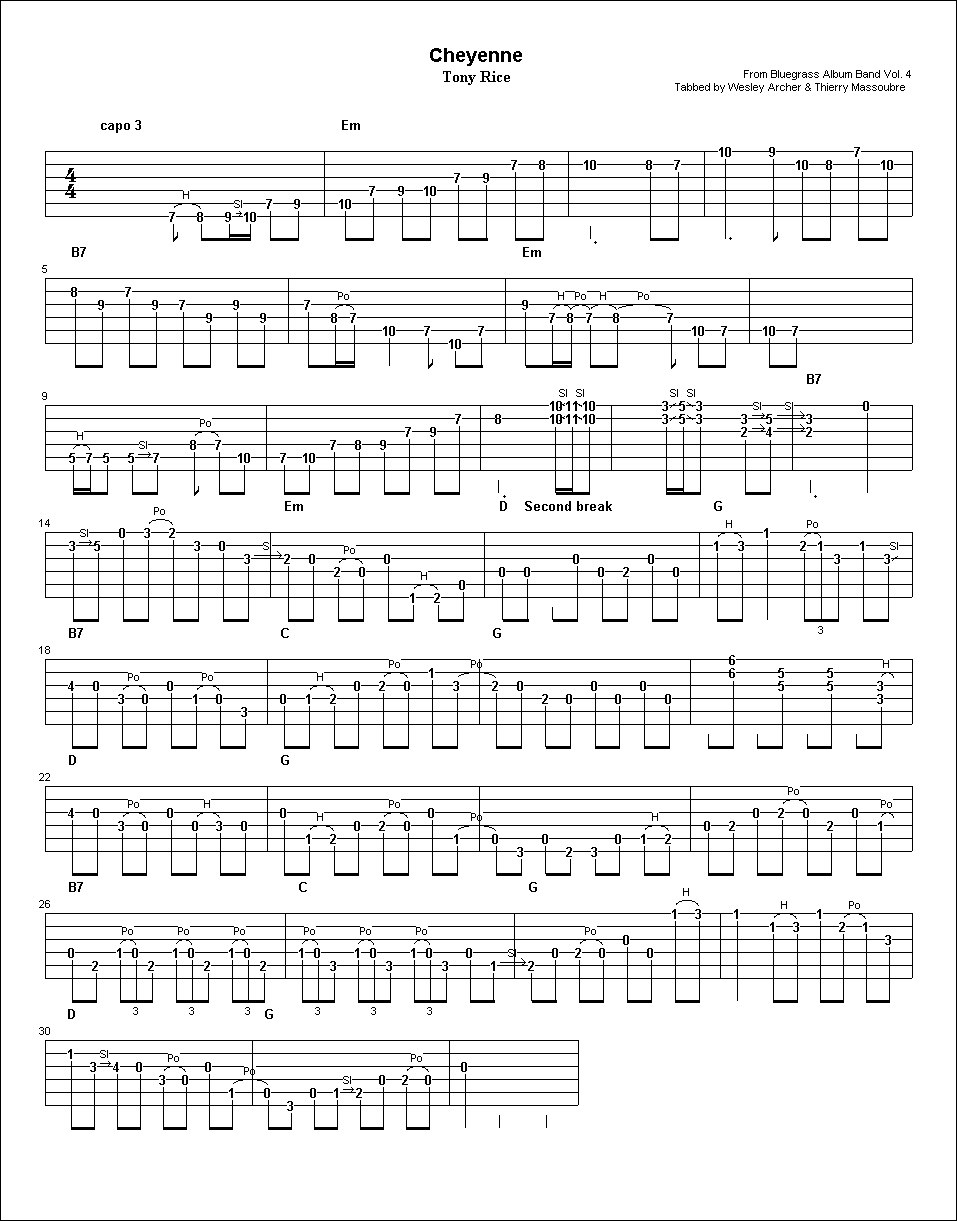 Cheyenne
Tony Rice
From Bluegrass Album Band Vol. 4
Tabbed by Wesley Archer & Thierry Massoubre
capo 3 Em
4
4
H Sl
7 8 9 10 7 9 10 7 9 10 7 9 7 8 10 8 7 10 9 10 8 7 10
B7 Em
5
Po H Po H Po
8 9 7 9 7 9 9 9 7 8 7 10 7 10 7 9 7 8 7 8 7 10 7 10 7
B7
9
H Sl Po Sl Sl Sl Sl Sl Sl
5 7 5 5 7 8 7 10 7 10 7 8 9 7 9 7 8 10 11 10 10 11 10 3 5 3 3 5 3 3 2 5 4 3 2 0
Em D Second break G
14
Sl Po Sl Po H H Po Sl
3 5 0 3 2 3 0 3 2 0 2 0 0 1 2 0 0 0 0 0 2 0 0 1 3 1 2 1 3 1 3
3
B7 C G
18
Po Po H Po Po H
4 0 3 0 0 1 0 3 0 1 2 0 2 0 1 3 2 0 2 0 0 0 0 0 6 6 5 5 5 5 3 3
D G
22
Po H H Po Po H Po Po
4 0 3 0 0 0 3 0 0 1 2 0 2 0 0 1 0 3 0 2 3 0 1 2 0 2 0 2 0 2 0 1
B7 C G
26
Po Po Po Po Po Po Sl Po H H Po
0 2 1 0 2 1 0 2 1 0 2 1 0 3 1 0 3 1 0 3 0 1 2 0 2 0 0 0 1 3 1 1 3 1 2 1 3
3 3 3 3 3 3
D G
30
Sl Po Po Sl Po
1 3 4 0 3 0 0 1 0 3 0 1 2 0 2 0 0